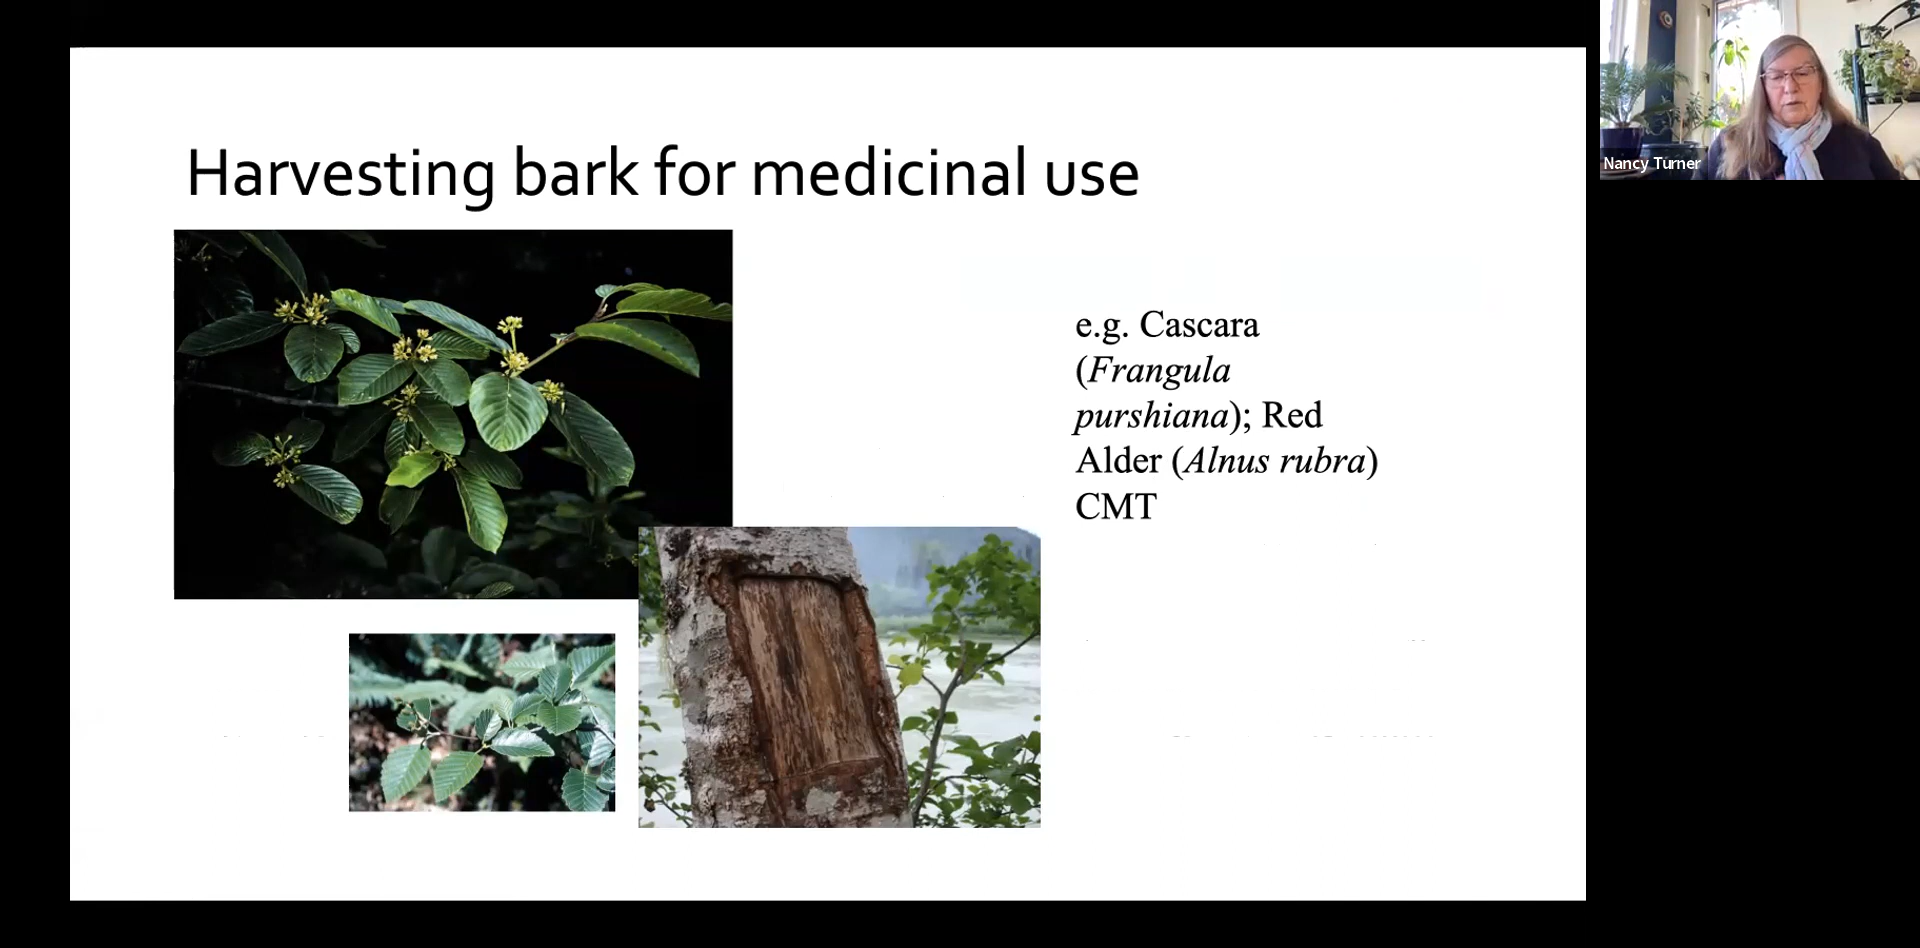 Harvesting bark for medicinal use
e.g. Cascara
(Frangula
purshiana); Red
Alder (Alnus rubra)
CMT
Nancy Turner